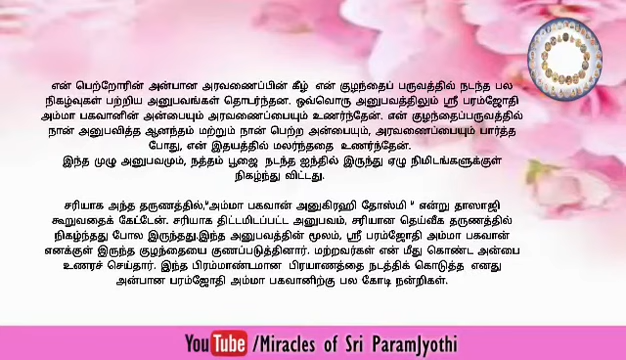 என் பெற்றோரின் அன்பான அரவணைப்பின் கீழ் என் குழந்தைப் பருவத்தில் நடந்த பல
நிகழ்வுகள் பற்றிய அனுபவங்கள் தொடர்ந்தன. ஒவ்வொரு அனுபவத்திலும் ஸ்ரீ பரம்ஜோதி
அம்மா பகவானின் அன்பையும் அரவணைப்பையும் உணர்ந்தேன். என் குழந்தைப்பருவத்தில்
நான் அனுபவித்த ஆனந்தம் மற்றும் நான் பெற்ற அன்பையும், அரவணைப்பையும் பார்த்த
போது, என் இதயத்தில் மலர்ந்ததை உணர்ந்தேன்.
இந்த முழு அனுபவமும், நத்தம் பூஜை நடந்த ஐந்தில் இருந்து ஏழு நிமிடங்களுக்குள்
நிகழ்ந்து விட்டது.
சரியாக அந்த தருணத்தில்,"அம்மா பகவான் அனுகிரஹி தோஸ்மி " என்று தாஸாஜி
கூறுவதைக் கேட்டேன். சரியாக திட்டமிடப்பட்ட அனுபவம், சரியான தெய்வீக தருணத்தில்
நிகழ்ந்தது போல இருந்தது.இந்த அனுபவத்தின் மூலம், ஸ்ரீ பரம்ஜோதி அம்மா பகவான்
எனக்குள் இருந்த குழந்தையை குணப்படுத்தினார். மற்றவர்கள் என் மீது கொண்ட அன்பை
உணரச் செய்தார். இந்த பிரம்மாண்டமான பிரயாணத்தை நடத்திக் கொடுத்த எனது
அன்பான பரம்ஜோதி அம்மா பகவானிற்கு பல கோடி நன்றிகள்.
YouTube /Miracles of Sri ParamJyothi